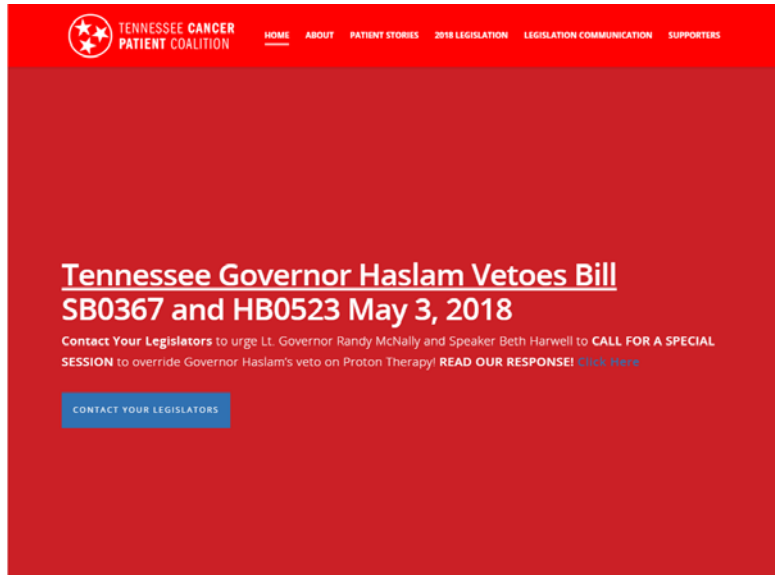 TENNESSEE CANCER
PATIENT COALITION
HOME ABOUT PATIENT STORIES 2018 LEGISLATION LEGISLATION COMMUNICATION SUPPORTERS
Tennessee Governor Haslam Vetoes Bill
SB0367 and HB0523 May 3, 2018
Contact Your Legislators to urge Lt. Governor Randy McNally and Speaker Beth Harwell to CALL FOR A SPECIAL
SESSION to override Governor Haslam's veto on Proton Therapy! READ OUR RESPONSE! Click Here
CONTACT YOUR LEGISLATORS